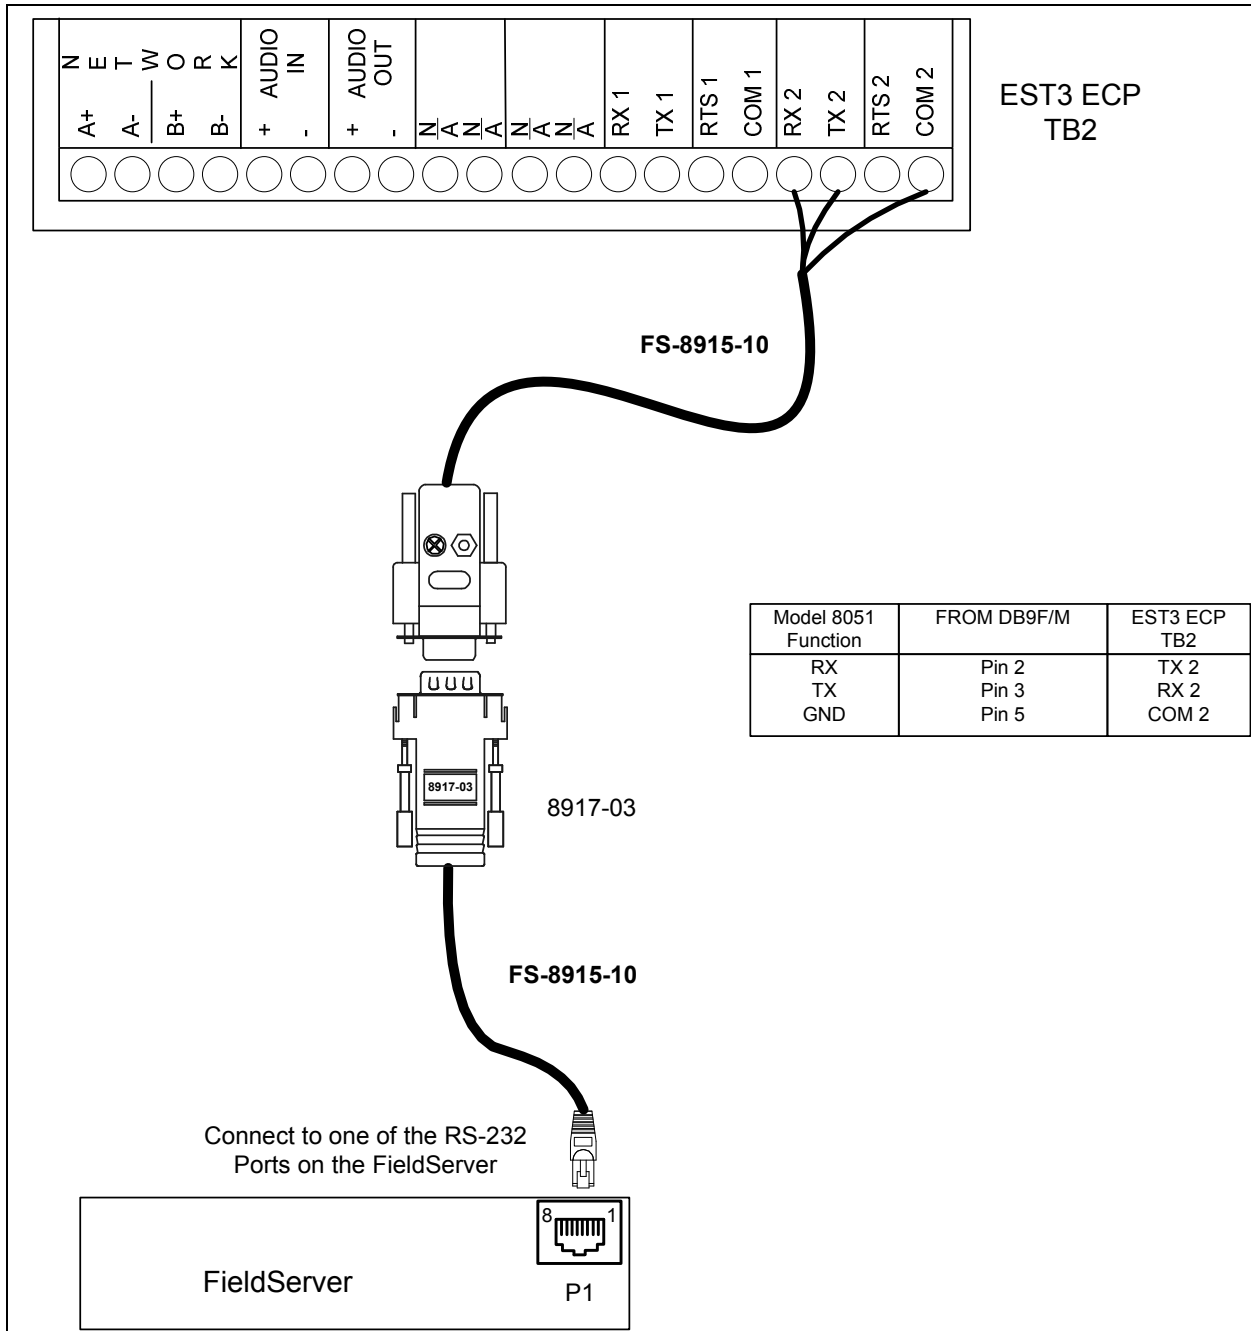 N E T W O R K
A+ A- B+ B-
AUDIO
IN
+ -
AUDIO
OUT
+ -
N A N A N A N A
RX 1
TX 1
RTS 1
COM 1
RX 2
TX 2
RTS 2
COM 2
EST3 ECP
TB2
FS-8915-10
Model 8051 Function FROM DB9F/M EST3 ECP TB2
RX Pin 2 TX 2
TX Pin 3 RX 2
GND Pin 5 COM 2
8917-03
8917-03
FS-8915-10
Connect to one of the RS-232
Ports on the FieldServer
8 1
FieldServer
P1